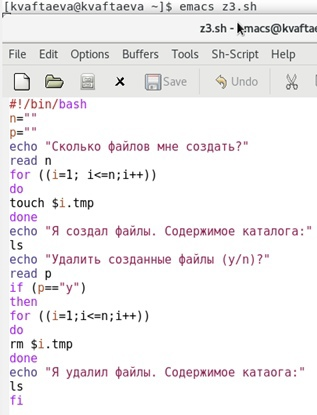 [kvaftaeva@kvaftaeva ~]$ emacs z3.sh
z3.sh - emacs@kvaftae
File Edit Options Buffers Tools Sh-Script Help
Save Undo
#!/bin/bash
n=""
p=""
echo "Сколько файлов мне создать?"
read n
for ((i=1; i<=n;i++))
do
touch $i.tmp
done
echo "Я создал файлы. Содержимое каталога:"
ls
echo "Удалить созданные файлы (y/n)?"
read p
if (p=="y")
then
for ((i=1;i<=n;i++))
do
rm $i.tmp
done
echo "Я удалил файлы. Содержимое катаога:"
ls
fi